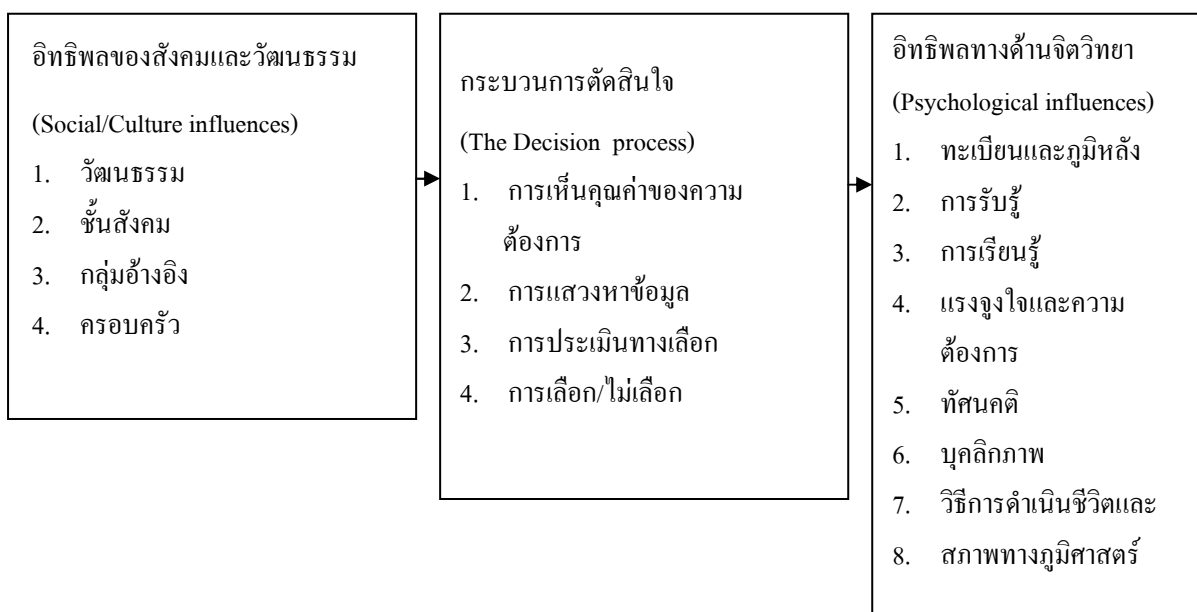 อิทธิพลของสังคมและวัฒนธรรม
(Social/Culture influences)
1. วัฒนธรรม
2. ชั้นสังคม
3. กลุ่มอ้างอิง
4. ครอบครัว
กระบวนการตัดสินใจ
(The Decision process)
1. การเห็นคุณค่าของความ
ต้องการ
2. การแสวงหาข้อมูล
3. การประเมินทางเลือก
4. การเลือก/ไม่เลือก
อิทธิพลทางด้านจิตวิทยา
(Psychological influences)
1. ทะเบียนและภูมิหลัง
2. การรับรู้
3. การเรียนรู้
4. แรงจูงใจและความ
ต้องการ
5. ทัศนคติ
6. บุคลิกภาพ
7. วิธีการดำเนินชีวิตและ
8. สภาพทางภูมิศาสตร์